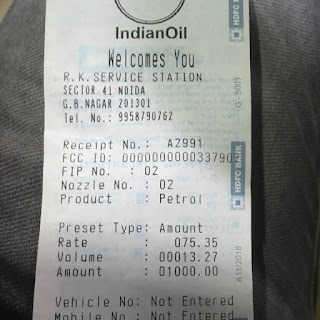 IndianOil
Welcomes You
R.K.SERVICE STATION
SECTOR 41 NOIDA
G.B.NAGAR 201301
Tel. No.: 9958790762
Receipt No.: A2991
FCC ID: 000000000033790
FIP No. : 02
Nozzle No. : 02
Product : Petrol
Preset Type: Amount
Rate : 075.35
Volume : 00013.27
Amount : 01000.00
Vehicle No: Not Entered
Mobile No : Not Entered
HDFC BANK
G-5001
HDFC BANK
A11/2018